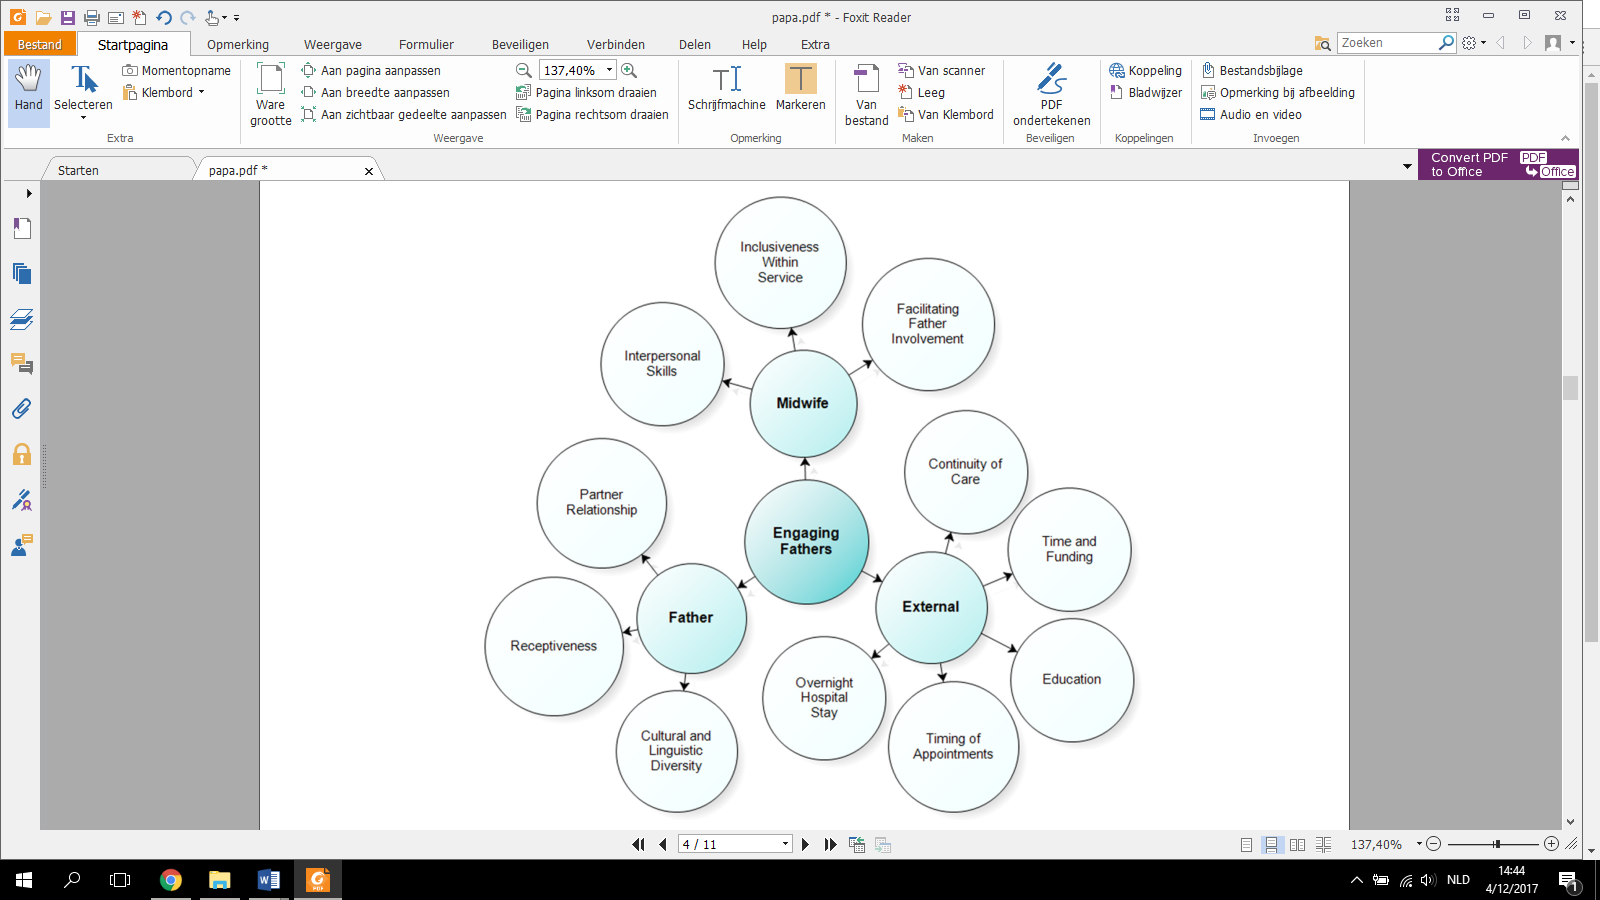 papa.pdf * - Foxit Reader
Bestand
Startpagina
Opmerking
Weergave
Formulier
Beveiligen
Verbinden
Delen
Help
Extra
Zoeken
Hand
Selecteren
Momentopname
Klembord
Extra
Ware
grootte
Aan pagina aanpassen
Aan breedte aanpassen
Aan zichtbaar gedeelte aanpassen
137,40%
Pagina linksom draaien
Pagina rechtsom draaien
Weergave
Schrijfmachine
Markeren
Opmerking
Van
bestand
Van scanner
Leeg
Van Klembord
Maken
PDF
ondertekenen
Beveiligen
Koppeling
Bladwijzer
Koppelingen
Bestandsbijlage
Opmerking bij afbeelding
Audio en video
Invoegen
Starten
papa.pdf *
Convert PDF
to Office
PDF
Office
Inclusiveness
Within
Service
Facilitating
Father
Involvement
Interpersonal
Skills
Midwife
Continuity of
Care
Partner
Relationship
Engaging
Fathers
Time and
Funding
External
Father
Receptiveness
Education
Overnight
Hospital
Stay
Cultural and
Linguistic
Diversity
Timing of
Appointments
4 / 11
137,40%
NLD
14:44
4/12/2017
1